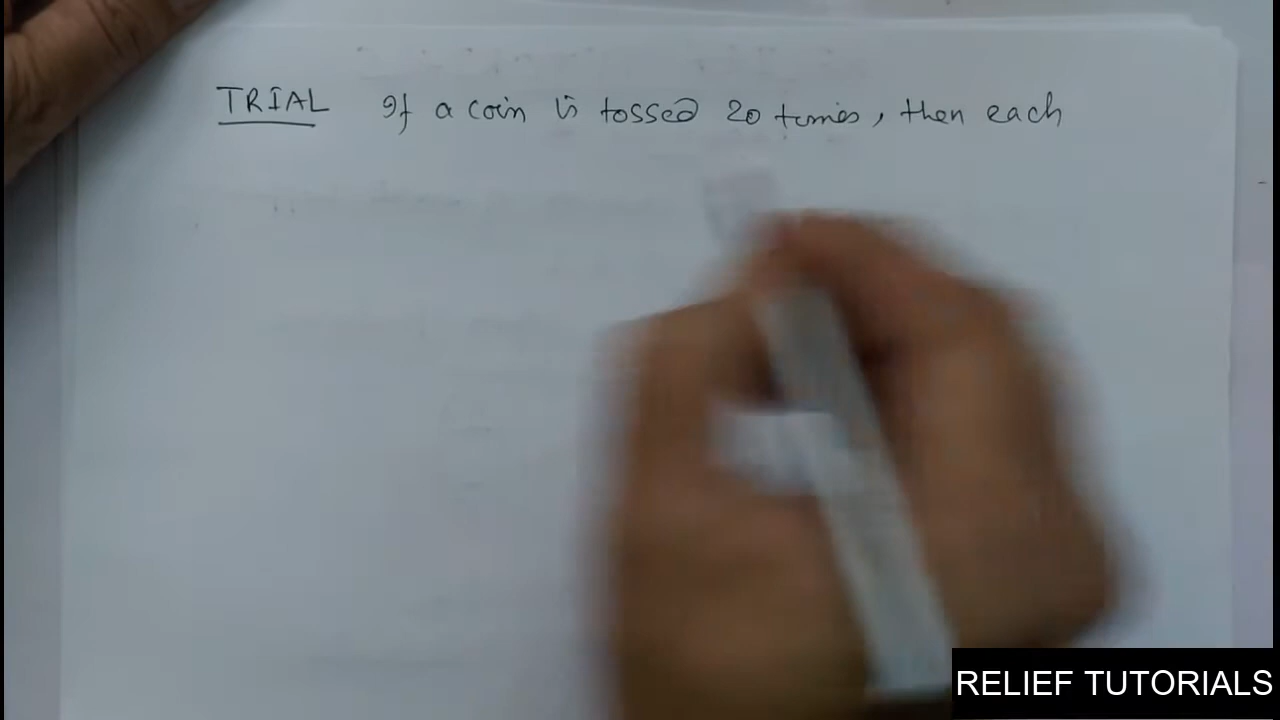 TRIAL If a coin is tossed 20 times, then each
RELIEF TUTORIALS